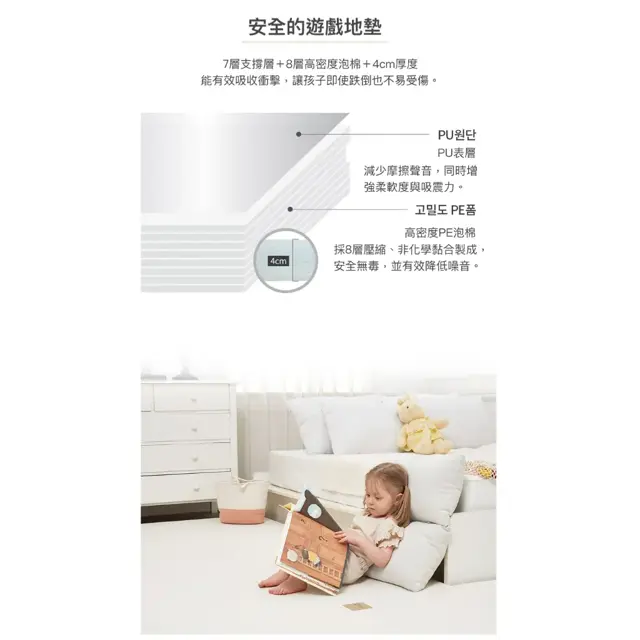 安全的遊戲地墊
7層支撐層＋8層高密度泡棉＋4cm厚度
能有效吸收衝擊，讓孩子即使跌倒也不易受傷。
PU원단
PU表層
減少摩擦聲音，同時增
強柔軟度與吸震力。
고밀도 PE폼
高密度PE泡棉
採8層壓縮、非化學黏合製成，
安全無毒，並有效降低噪音。
4cm